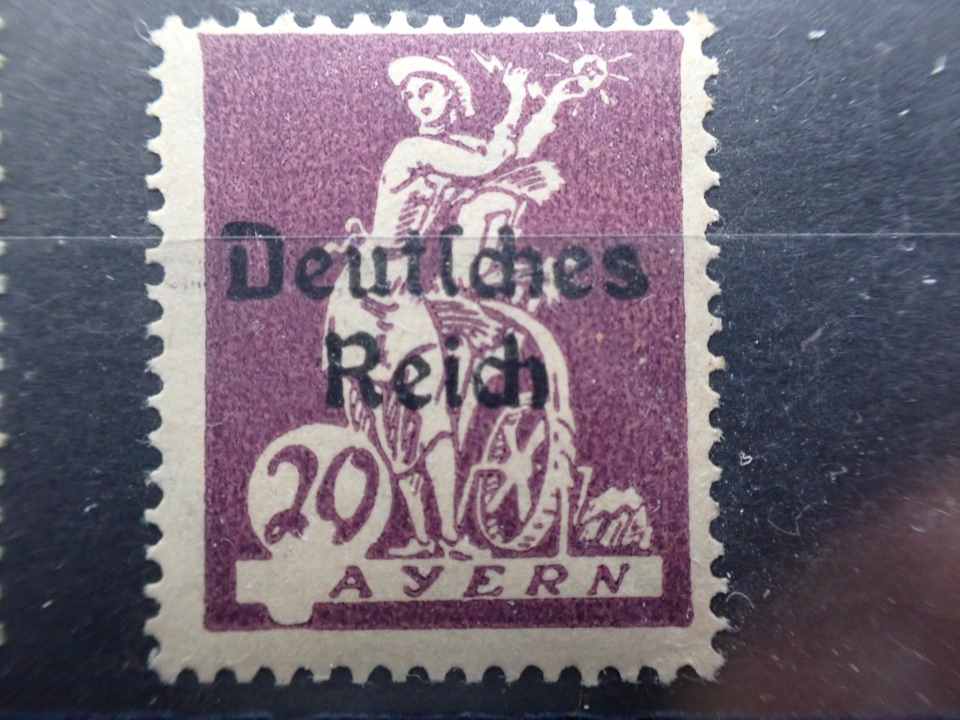 Deutſches
Reich
20
AYERN